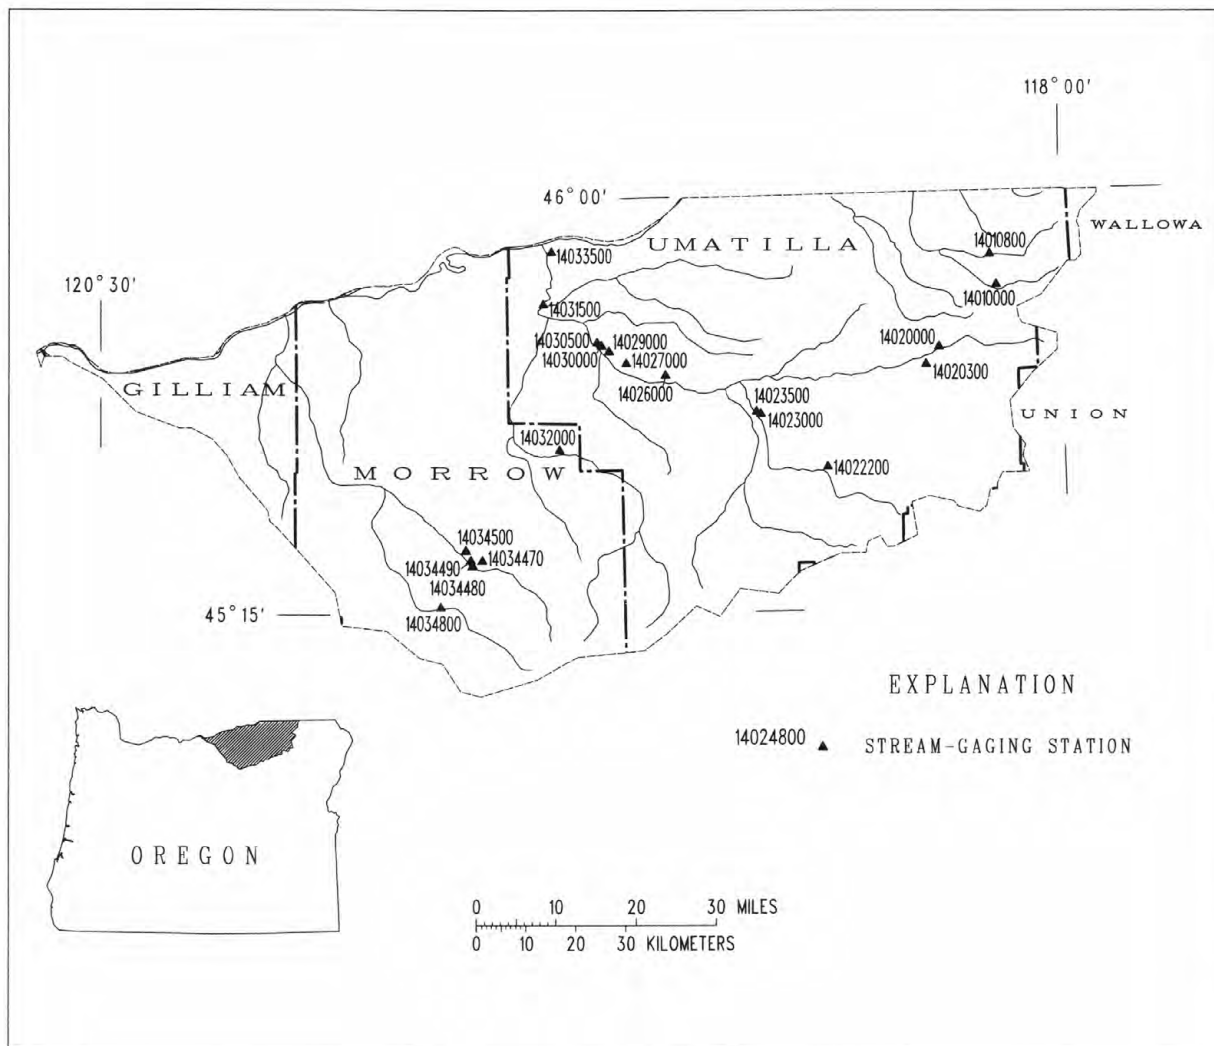 118°00'
46°00'
WALLOWA
UMATILLA
14010800
14033500
120°30'
14010000
14031500
14020000
14030500
14029000
14030000
14027000
14020300
GILLIAM
14026000
14023500
14023000
UNION
14032000
MORROW
14022200
14034500
14034470
14034490
14034480
45°15'
14034800
EXPLANATION
14024800
STREAM-GAGING STATION
OREGON
0 10 20 30 MILES
0 10 20 30 KILOMETERS